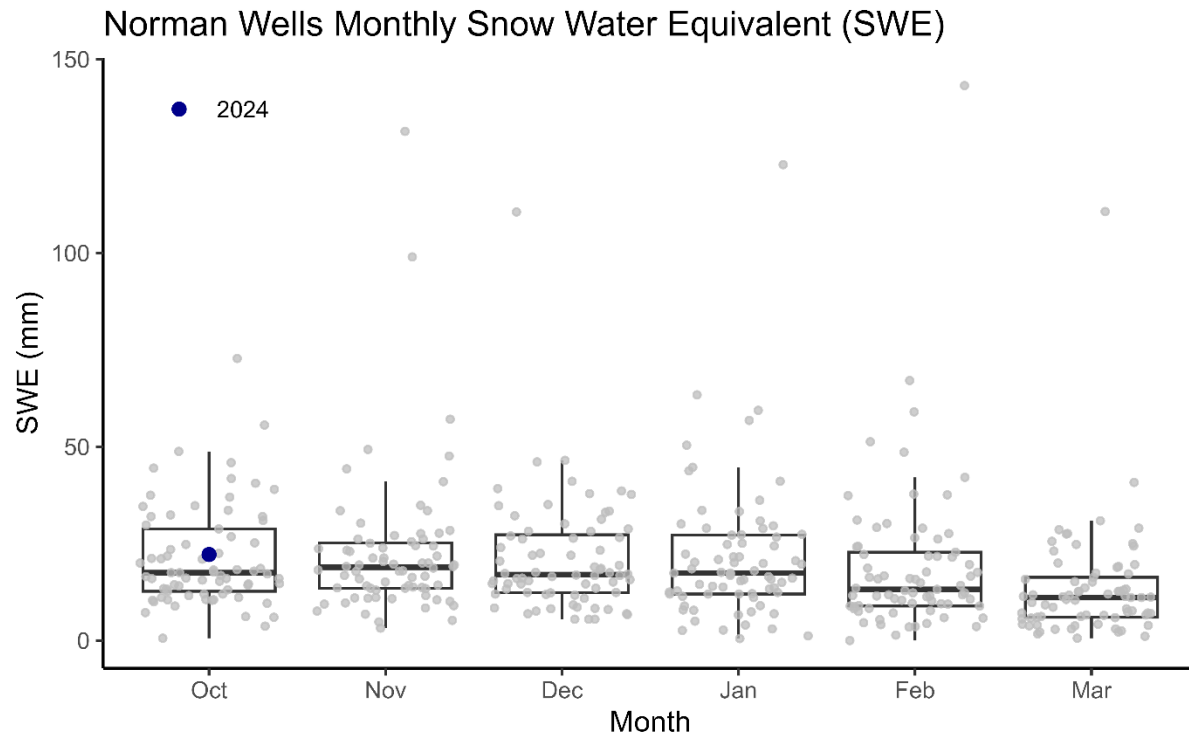 Norman Wells Monthly Snow Water Equivalent (SWE)
150
2024
100
SWE (mm)
50
0
Oct Nov Dec Jan Feb Mar
Month